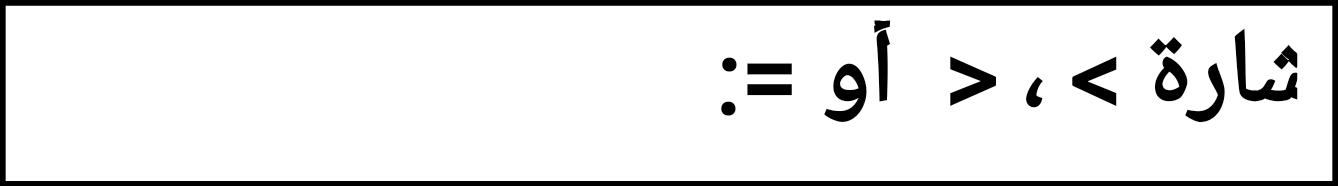 شارة > ، < أو =: